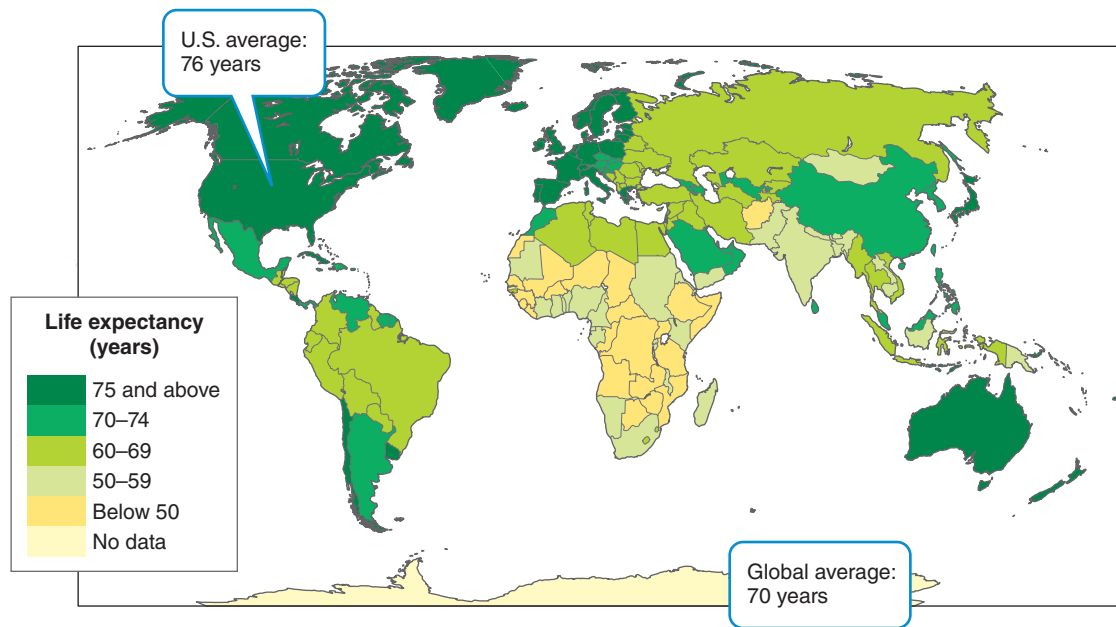 U.S. average:
76 years
Life expectancy
(years)
75 and above
70–74
60–69
50–59
Below 50
No data
Global average:
70 years